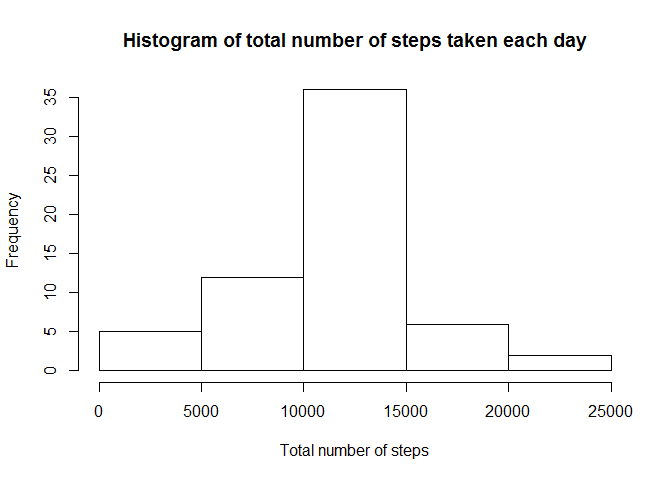 Histogram of total number of steps taken each day
Frequency
35
30
25
20
15
10
5
0
0 5000 10000 15000 20000 25000
Total number of steps